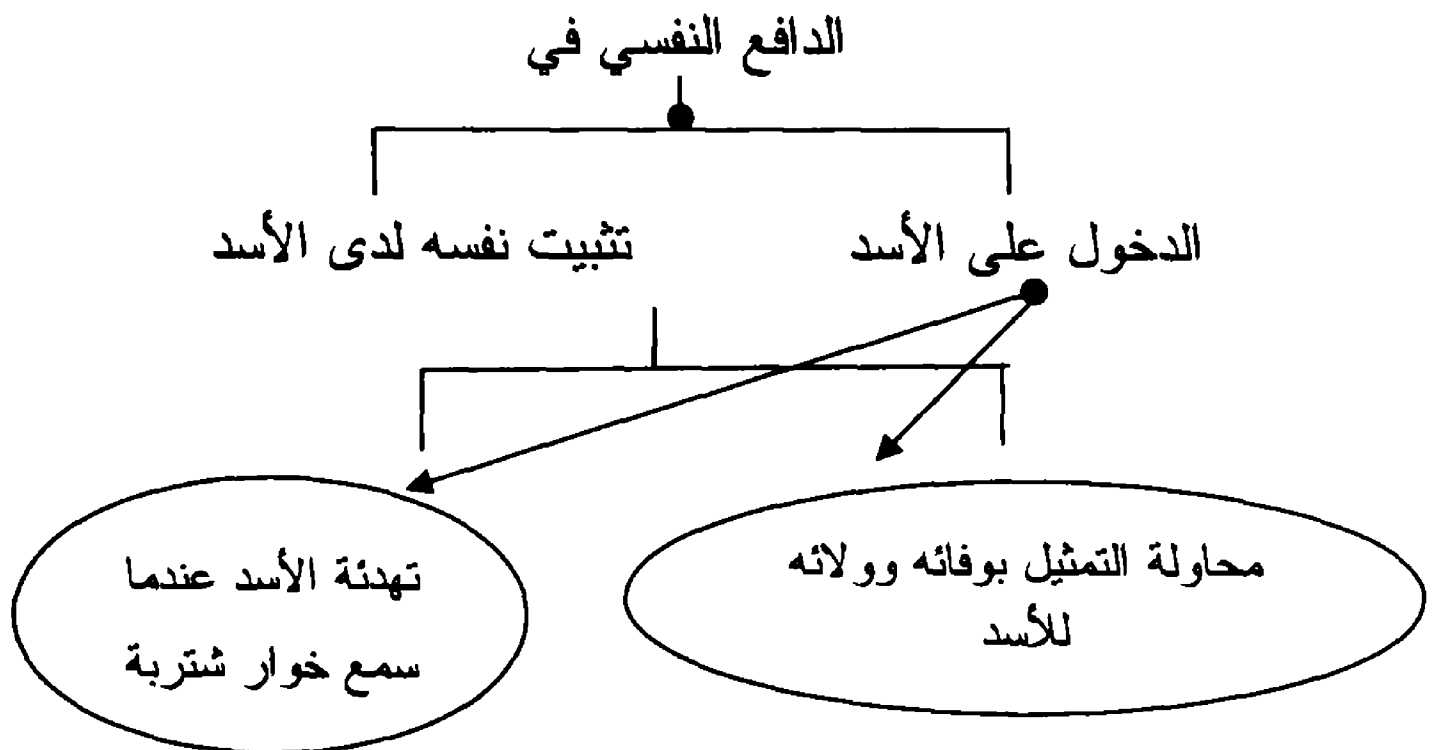 الدافع النفسي في
الدخول على الأسد
تثبيت نفسه لدى الأسد
محاولة التمثيل بوفائه وولائه
للأسد
تهدئة الأسد عندما
سمع خوار شتربة